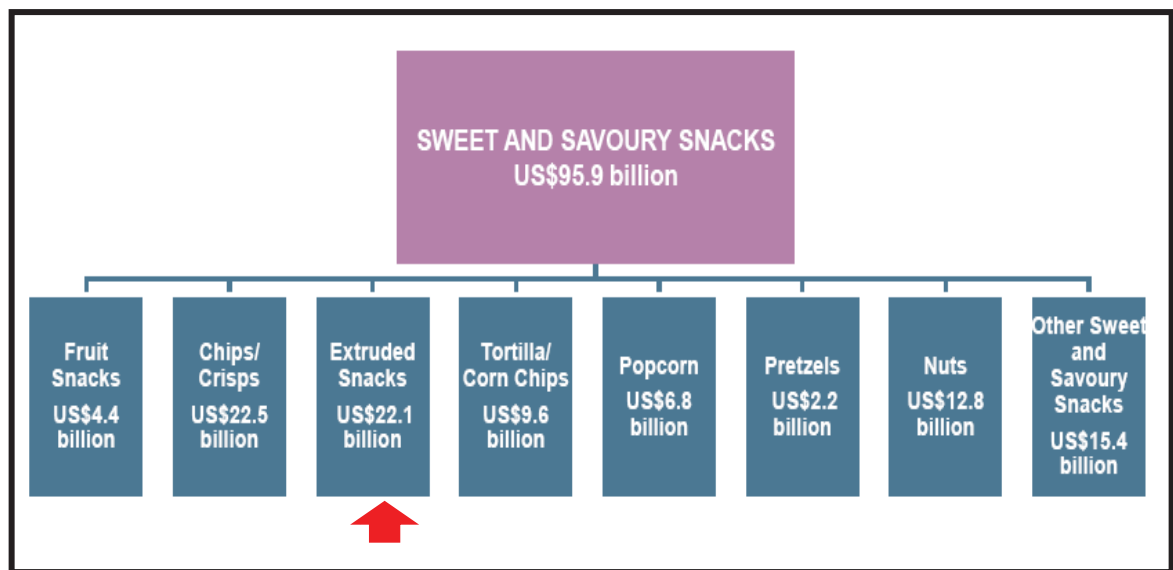 SWEET AND SAVOURY SNACKS
US$95.9 billion
Fruit
Snacks
US$4.4
billion
Chips/
Crisps
US$22.5
billion
Extruded
Snacks
US$22.1
billion
Tortilla/
Corn Chips
US$9.6
billion
Popcorn
US$6.8
billion
Pretzels
US$2.2
billion
Nuts
US$12.8
billion
Other Sweet
and
Savoury
Snacks
US$15.4
billion